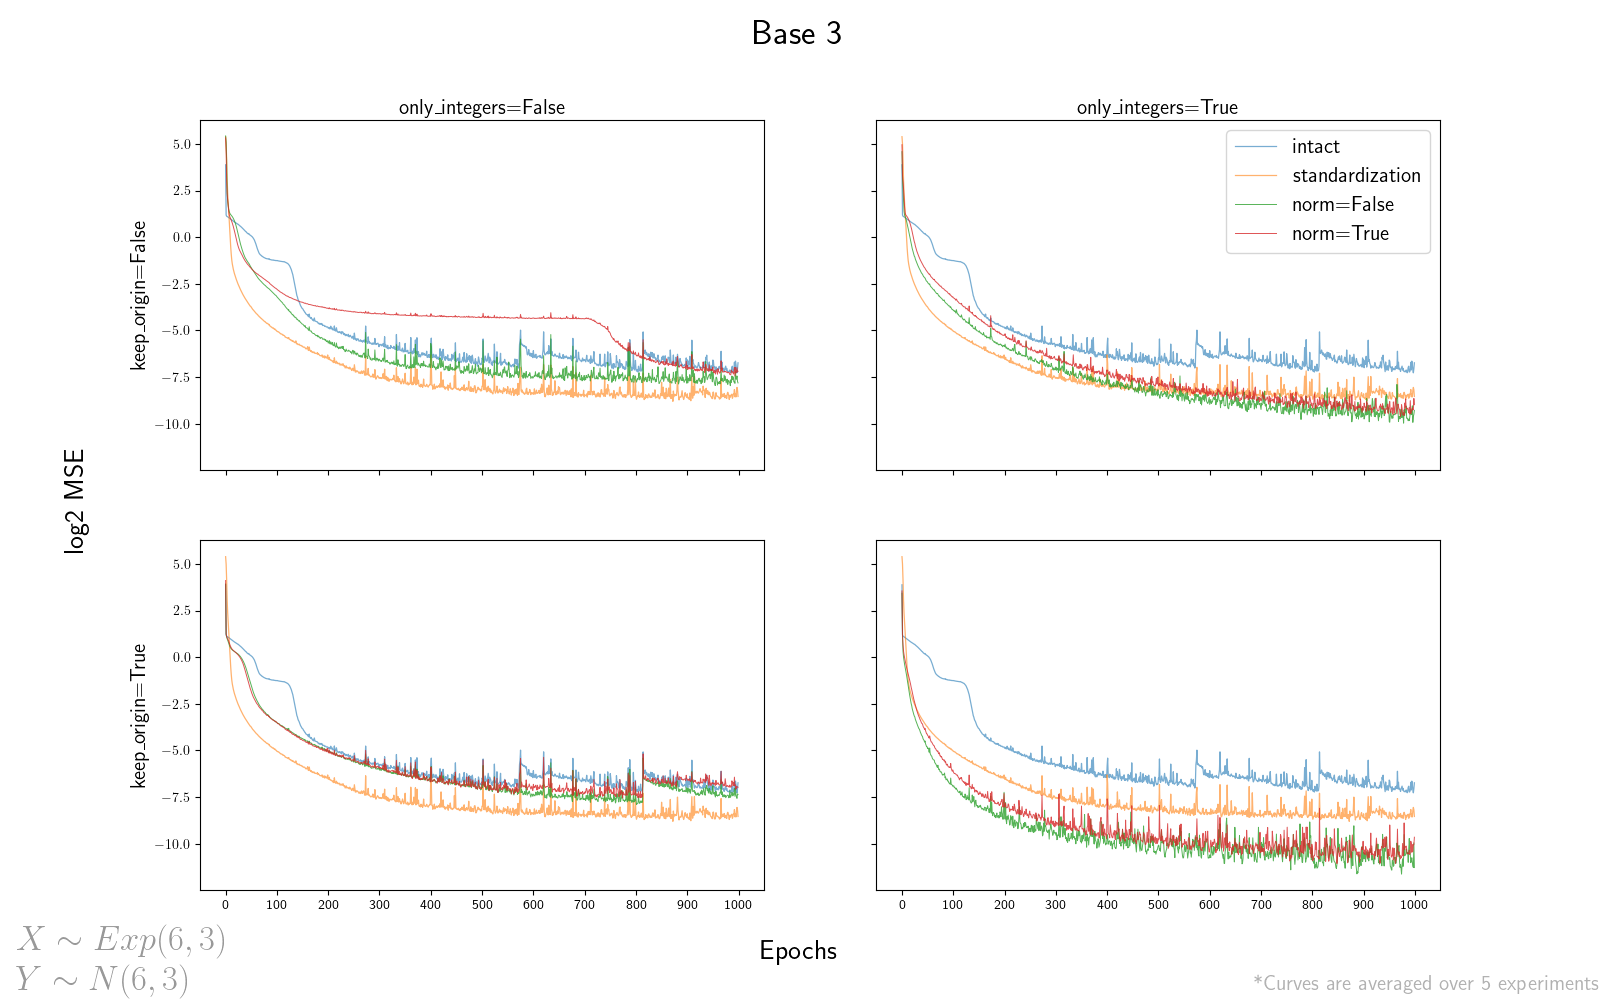 Base 3
only_integers=False
only_integers=True
intact
standardization
norm=False
norm=True
keep_origin=False
5.0
2.5
0.0
−2.5
−5.0
−7.5
−10.0
log2 MSE
keep_origin=True
5.0
2.5
0.0
−2.5
−5.0
−7.5
−10.0
0 100 200 300 400 500 600 700 800 900 1000
0 100 200 300 400 500 600 700 800 900 1000
Epochs
X ∼ Exp(6, 3)
Y ∼ N(6, 3)
*Curves are averaged over 5 experiments